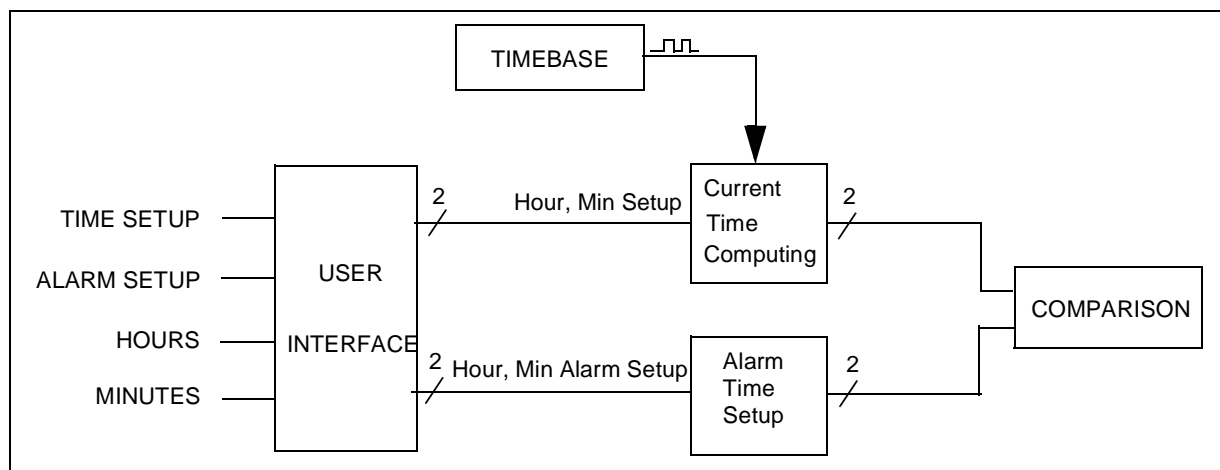 TIMEBASE
TIME SETUP
ALARM SETUP
HOURS
MINUTES
USER
INTERFACE
2
Hour, Min Setup
2
Hour, Min Alarm Setup
Current
Time
Computing
2
Alarm
Time
Setup
2
COMPARISON